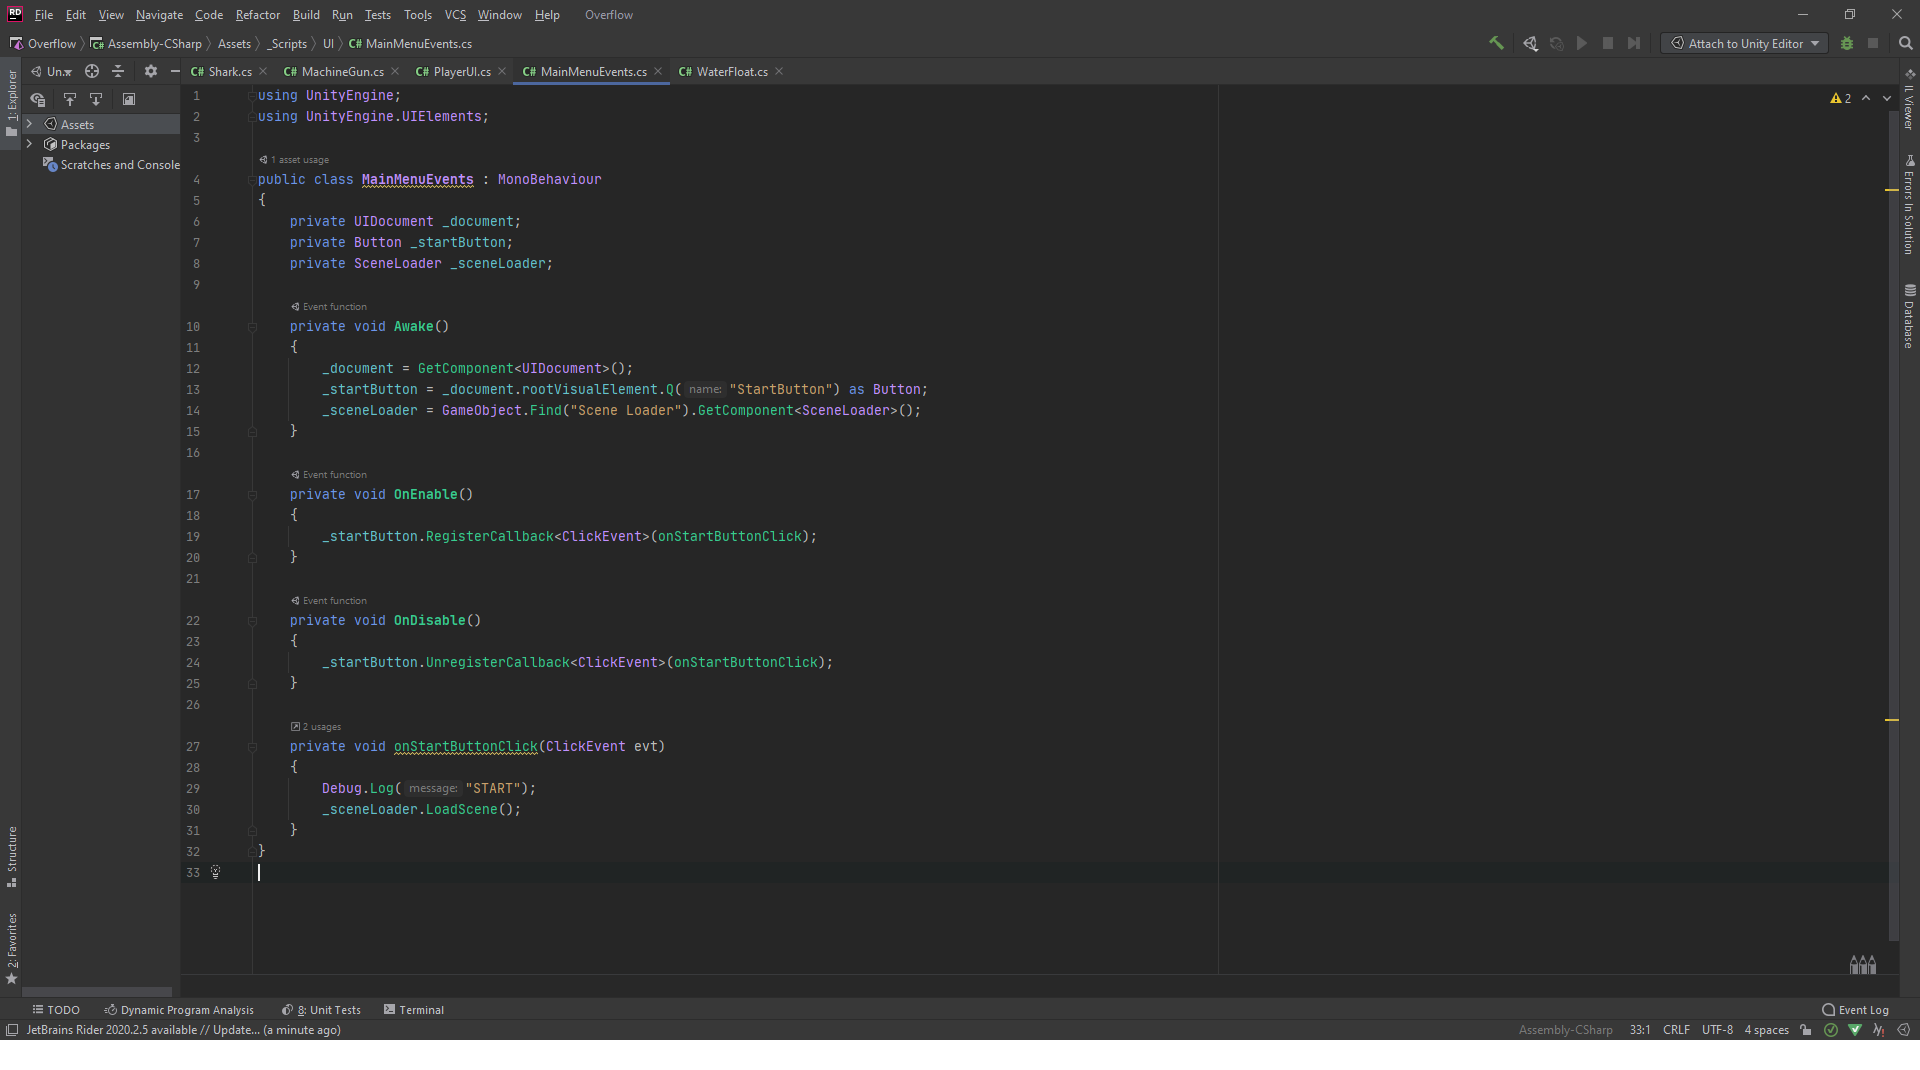 File Edit View Navigate Code Refactor Build Run Tests Tools VCS Window Help Overflow
Overflow Assembly-CSharp Assets _Scripts UI C# MainMenuEvents.cs Attach to Unity Editor
Un... C# Shark.cs C# MachineGun.cs C# PlayerUI.cs C# MainMenuEvents.cs C# WaterFloat.cs
1: Explorer
Assets
Packages
Scratches and Console
Structure
2: Favorites
1 using UnityEngine;
2 using UnityEngine.UIElements;
3
1 asset usage
4 public class MainMenuEvents : MonoBehaviour
5 {
6 private UIDocument _document;
7 private Button _startButton;
8 private SceneLoader _sceneLoader;
9
Event function
10 private void Awake()
11 {
12 _document = GetComponent<UIDocument>();
13 _startButton = _document.rootVisualElement.Q( name: "StartButton") as Button;
14 _sceneLoader = GameObject.Find("Scene Loader").GetComponent<SceneLoader>();
15 }
16
Event function
17 private void OnEnable()
18 {
19 _startButton.RegisterCallback<ClickEvent>(onStartButtonClick);
20 }
21
Event function
22 private void OnDisable()
23 {
24 _startButton.UnregisterCallback<ClickEvent>(onStartButtonClick);
25 }
26
2 usages
27 private void onStartButtonClick(ClickEvent evt)
28 {
29 Debug.Log( message: "START");
30 _sceneLoader.LoadScene();
31 }
32 }
33
2
IL Viewer
Errors In Solution
Database
TODO Dynamic Program Analysis 8: Unit Tests Terminal Event Log
JetBrains Rider 2020.2.5 available // Update... (a minute ago) Assembly-CSharp 33:1 CRLF UTF-8 4 spaces